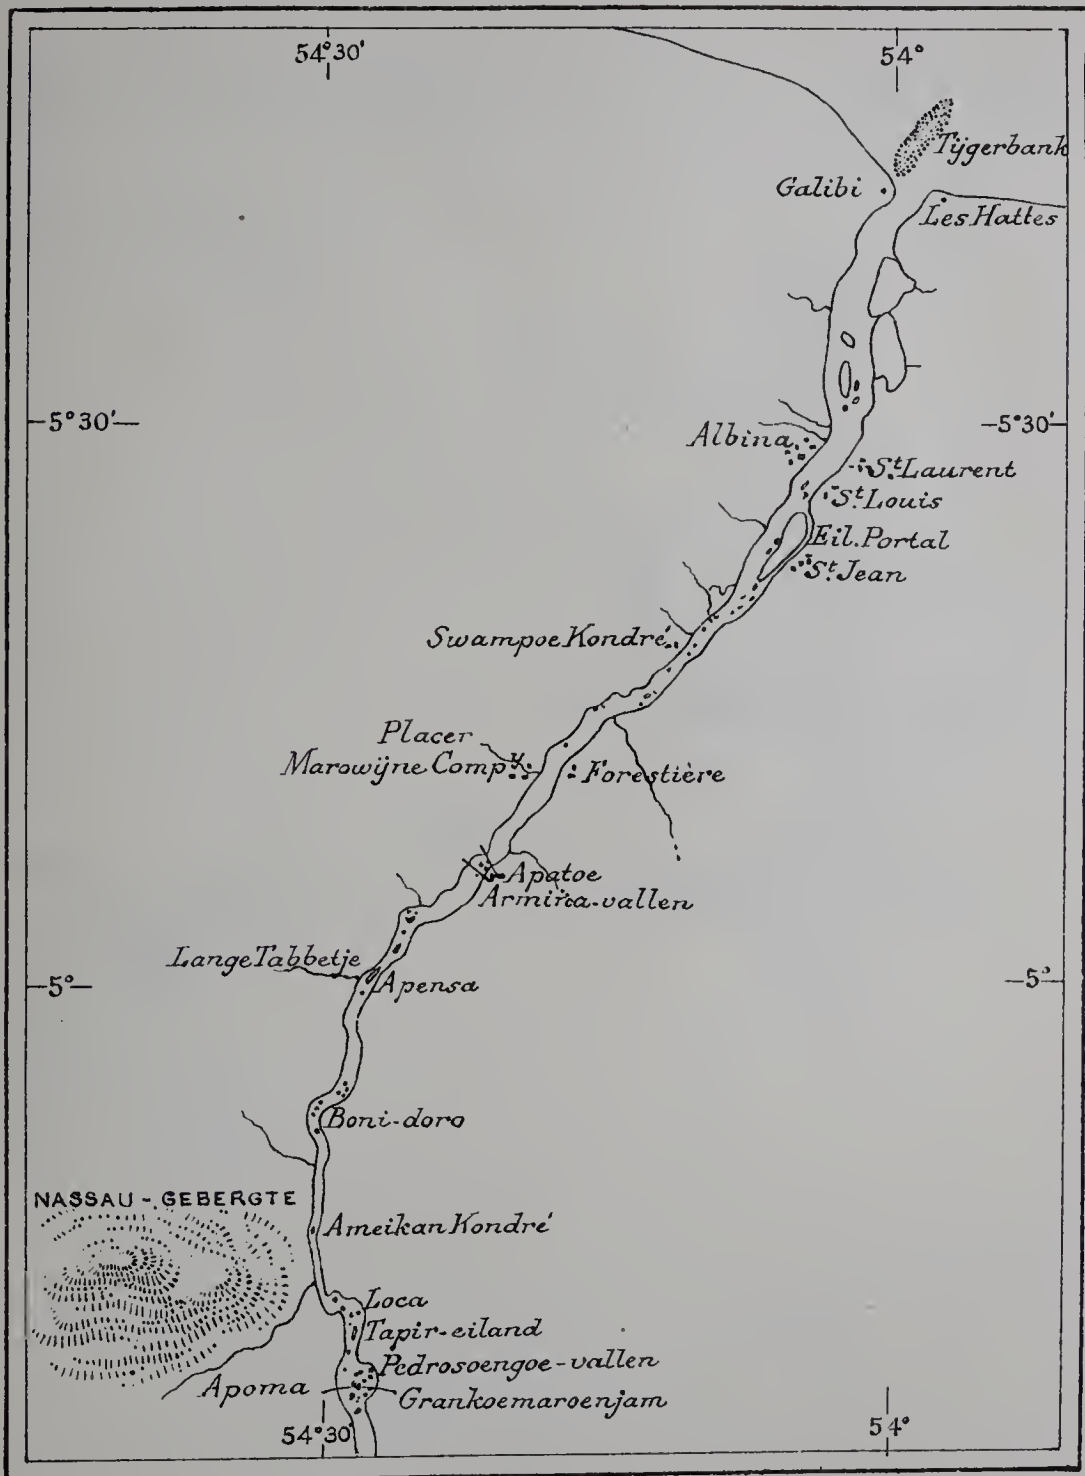 54°30'
54°
Tÿgerbank
Galibi
Les Hattes
5°30'
5°30'
Albina
St. Laurent
St. Louis
Eil. Portal
St. Jean
Swampoe Kondré
Placer
Marowÿne Compy
Forestière
Apatoe
Armina-vallen
Lange Tabbetje
5°
5°
Apensa
Boni-doro
NASSAU-GEBERGTE
Ameikan Kondré
Loca
Tapir-eiland
Pedrosoengoe-vallen
Apoma
Grankoemaroenjam
54°30'
54°